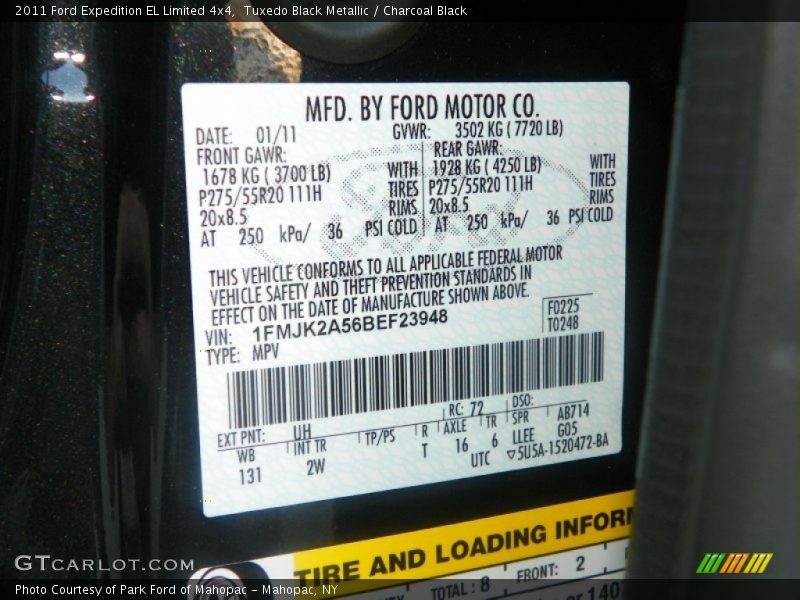 2011 Ford Expedition EL Limited 4x4, Tuxedo Black Metallic / Charcoal Black
MFD. BY FORD MOTOR CO.
DATE: 01/11 GVWR: 3502 KG ( 7720 LB)
FRONT GAWR: REAR GAWR:
1678 KG ( 3700 LB) WITH 1928 KG ( 4250 LB) WITH
P275/55R20 111H TIRES P275/55R20 111H TIRES
20x8.5 RIMS 20x8.5 RIMS
AT 250 kPa/ 36 PSI COLD AT 250 kPa/ 36 PSI COLD
THIS VEHICLE CONFORMS TO ALL APPLICABLE FEDERAL MOTOR
VEHICLE SAFETY AND THEFT PREVENTION STANDARDS IN
EFFECT ON THE DATE OF MANUFACTURE SHOWN ABOVE.
F0225
VIN: 1FMJK2A56BEF23948 T0248
TYPE: MPV
EXT PNT: UH RC: 72 DSO:
WB INT TR TP/PS R AXLE TR SPR AB714
131 2W T 16 6 LLEE G05
UTC ▽5U5A-1520472-BA
TIRE AND LOADING INFOR
TOTAL: 8 FRONT: 2
or 140
GTCARLOT.COM
Photo Courtesy of Park Ford of Mahopac - Mahopac, NY